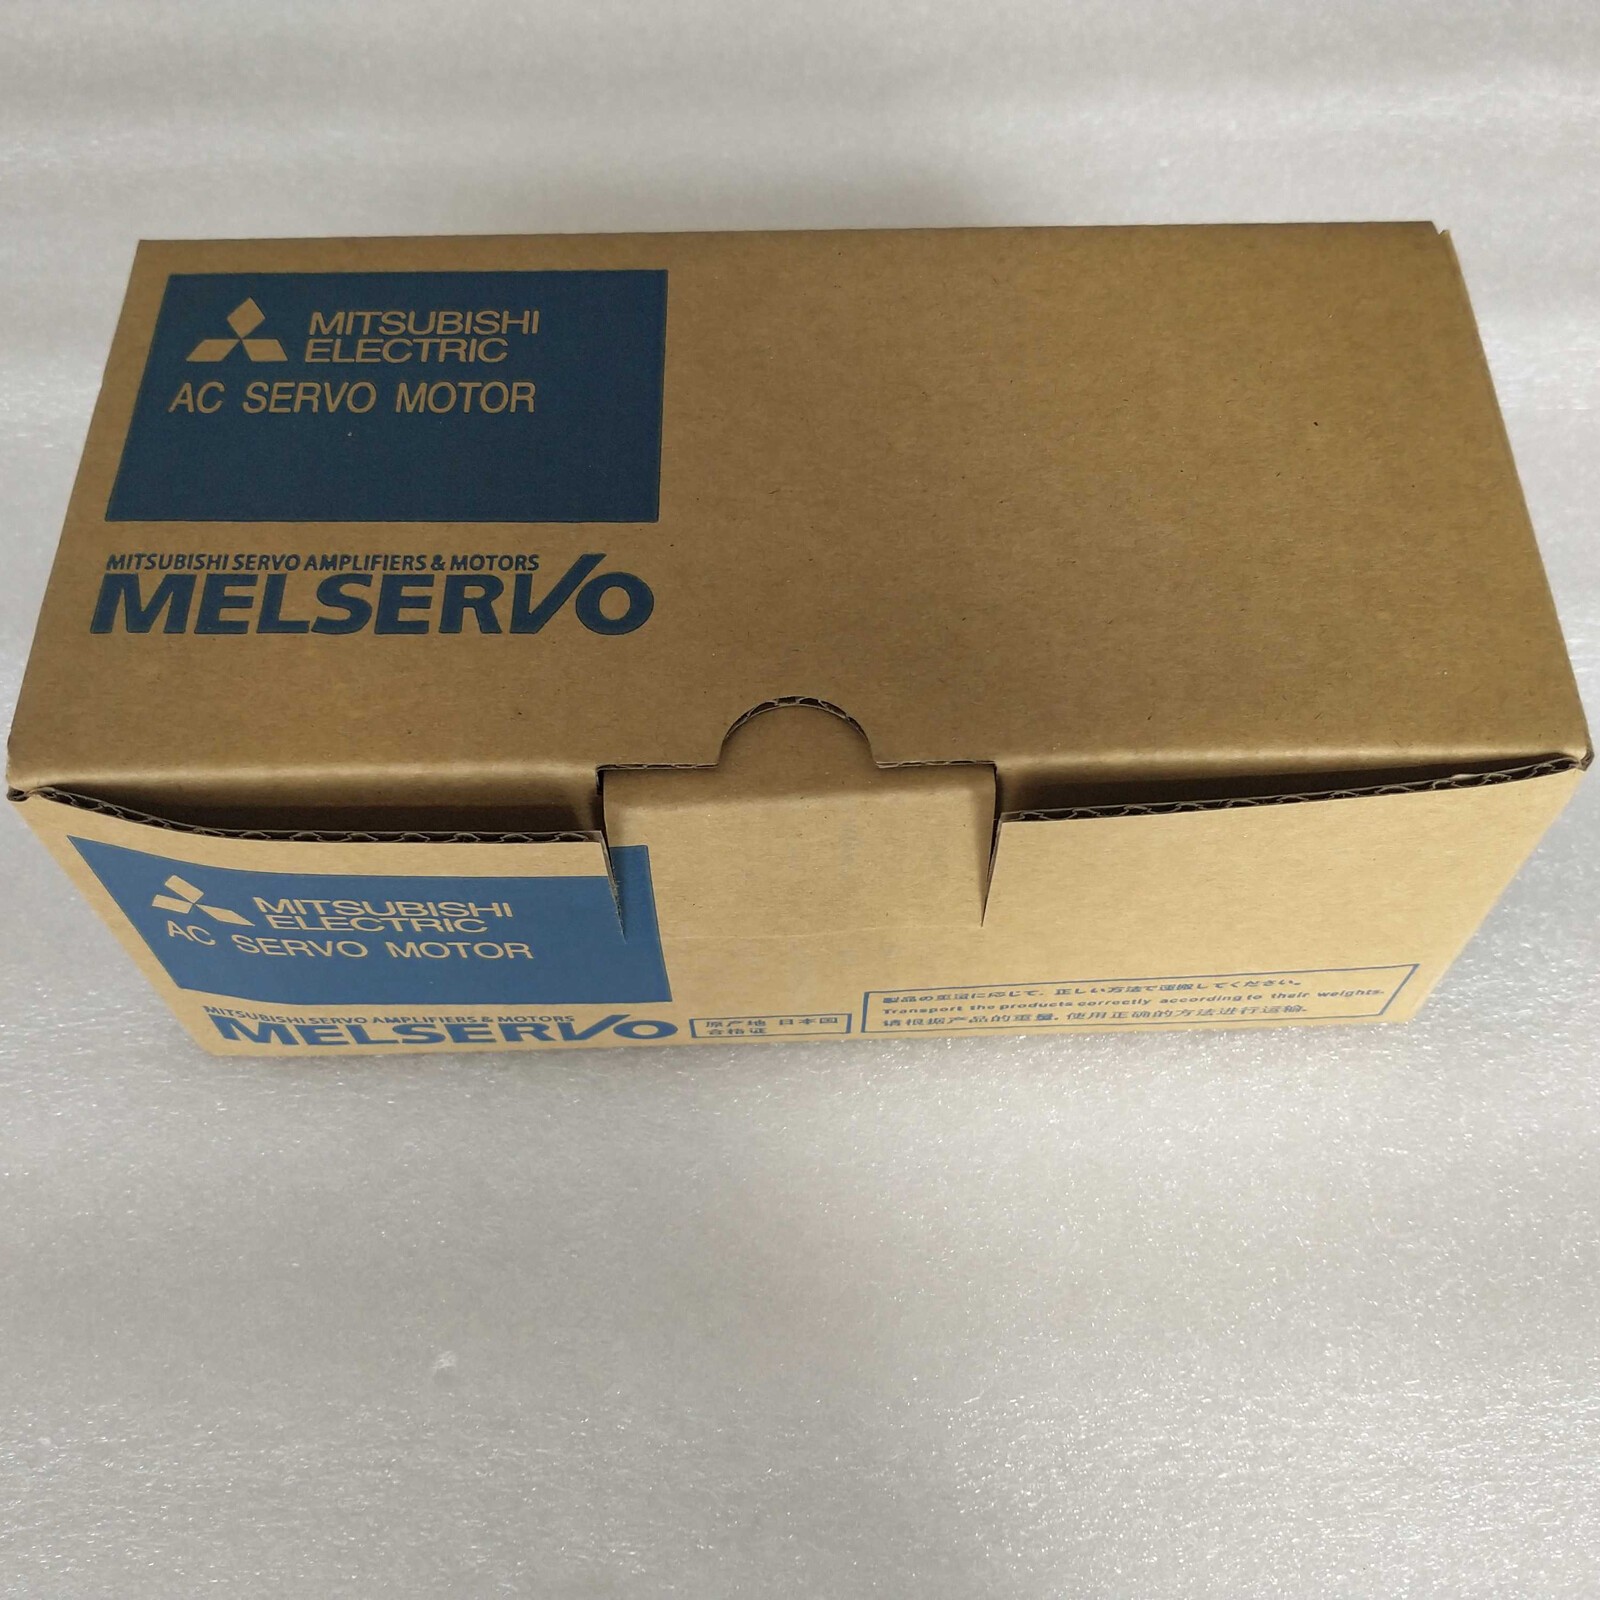 MITSUBISHI
ELECTRIC
AC SERVO MOTOR
MITSUBISHI SERVO AMPLIFIERS & MOTORS
MELSERVO
MITSUBISHI
ELECTRIC
AC SERVO MOTOR
MITSUBISHI SERVO AMPLIFIERS & MOTORS
MELSERVO
原产地 日本国
合格证
製品の重量に応じて、正しい方法で運搬してください。
Transport the products correctly according to their weights.
请根据产品的重量,使用正确的方法进行运输.